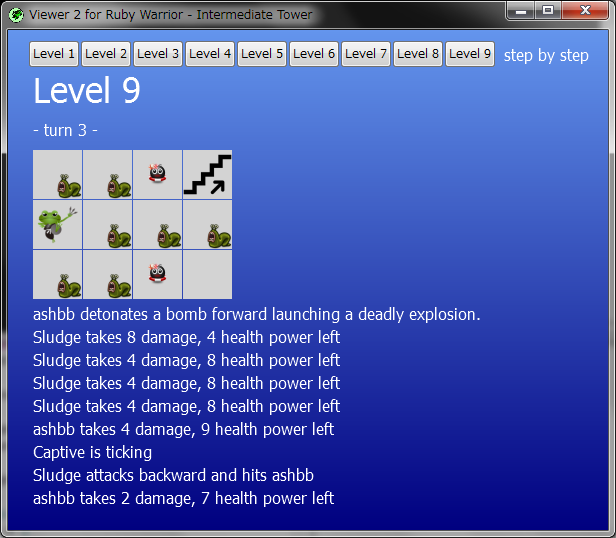 Viewer 2 for Ruby Warrior - Intermediate Tower
Level 1 Level 2 Level 3 Level 4 Level 5 Level 6 Level 7 Level 8 Level 9 step by step
Level 9
- turn 3 -
ashbb detonates a bomb forward launching a deadly explosion.
Sludge takes 8 damage, 4 health power left
Sludge takes 4 damage, 8 health power left
Sludge takes 4 damage, 8 health power left
Sludge takes 4 damage, 8 health power left
ashbb takes 4 damage, 9 health power left
Captive is ticking
Sludge attacks backward and hits ashbb
ashbb takes 2 damage, 7 health power left